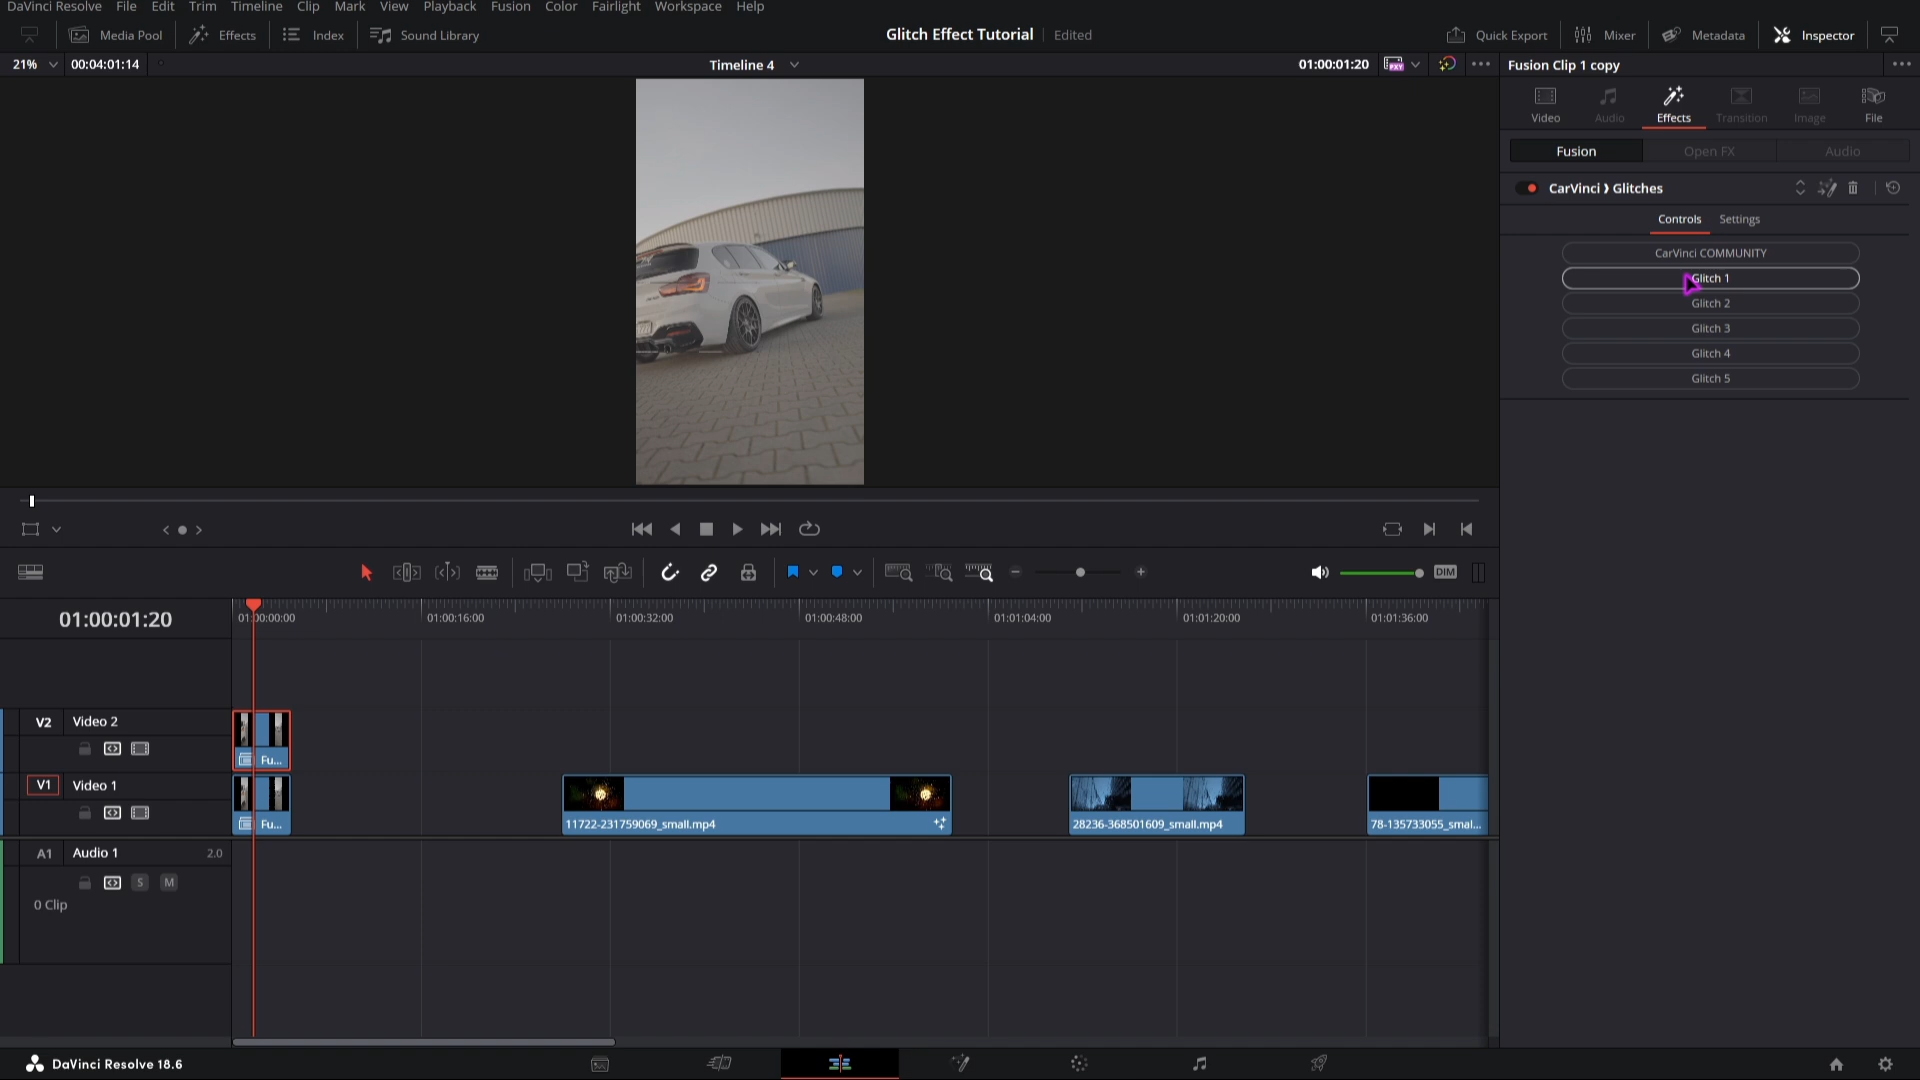 DaVinci Resolve File Edit Trim Timeline Clip Mark View Playback Fusion Color Fairlight Workspace Help
Media Pool Effects Index Sound Library
Glitch Effect Tutorial Edited
Quick Export Mixer Metadata Inspector
21% 00:04:01:14
Timeline 4
01:00:01:20
PXY
Fusion Clip 1 copy
Video Audio Effects Transition Image File
Fusion Open FX Audio
CarVinci ⟩ Glitches
Controls Settings
CarVinci COMMUNITY
Glitch 1
Glitch 2
Glitch 3
Glitch 4
Glitch 5
DIM
01:00:01:20
01:00:00:00 01:00:16:00 01:00:32:00 01:00:48:00 01:01:04:00 01:01:20:00 01:01:36:00
V2 Video 2
Fu...
V1 Video 1
Fu...
11722-231759069_small.mp4
28236-368501609_small.mp4
78-135733055_smal...
A1 Audio 1 2.0
S M
0 Clip
DaVinci Resolve 18.6